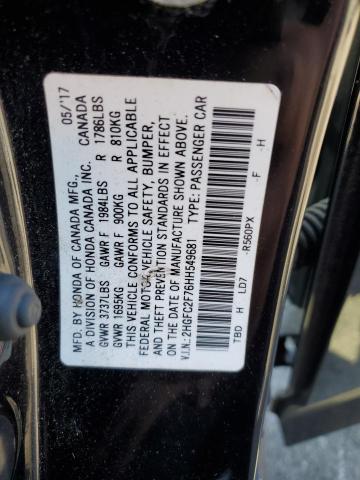 MFD. BY HONDA OF CANADA MFG., 05/'17
A DIVISION OF HONDA CANADA INC. CANADA
GVWR 3737LBS GAWR F 1984LBS R 1786LBS
GVWR 1695KG GAWR F 900KG R 810KG
THIS VEHICLE CONFORMS TO ALL APPLICABLE
FEDERAL MOTOR VEHICLE SAFETY, BUMPER,
AND THEFT PREVENTION STANDARDS IN EFFECT
ON THE DATE OF MANUFACTURE SHOWN ABOVE.
V.I.N.: 2HGFC2F76HH549681 TYPE: PASSENGER CAR
TBD H LD7 -R560PX -F -H